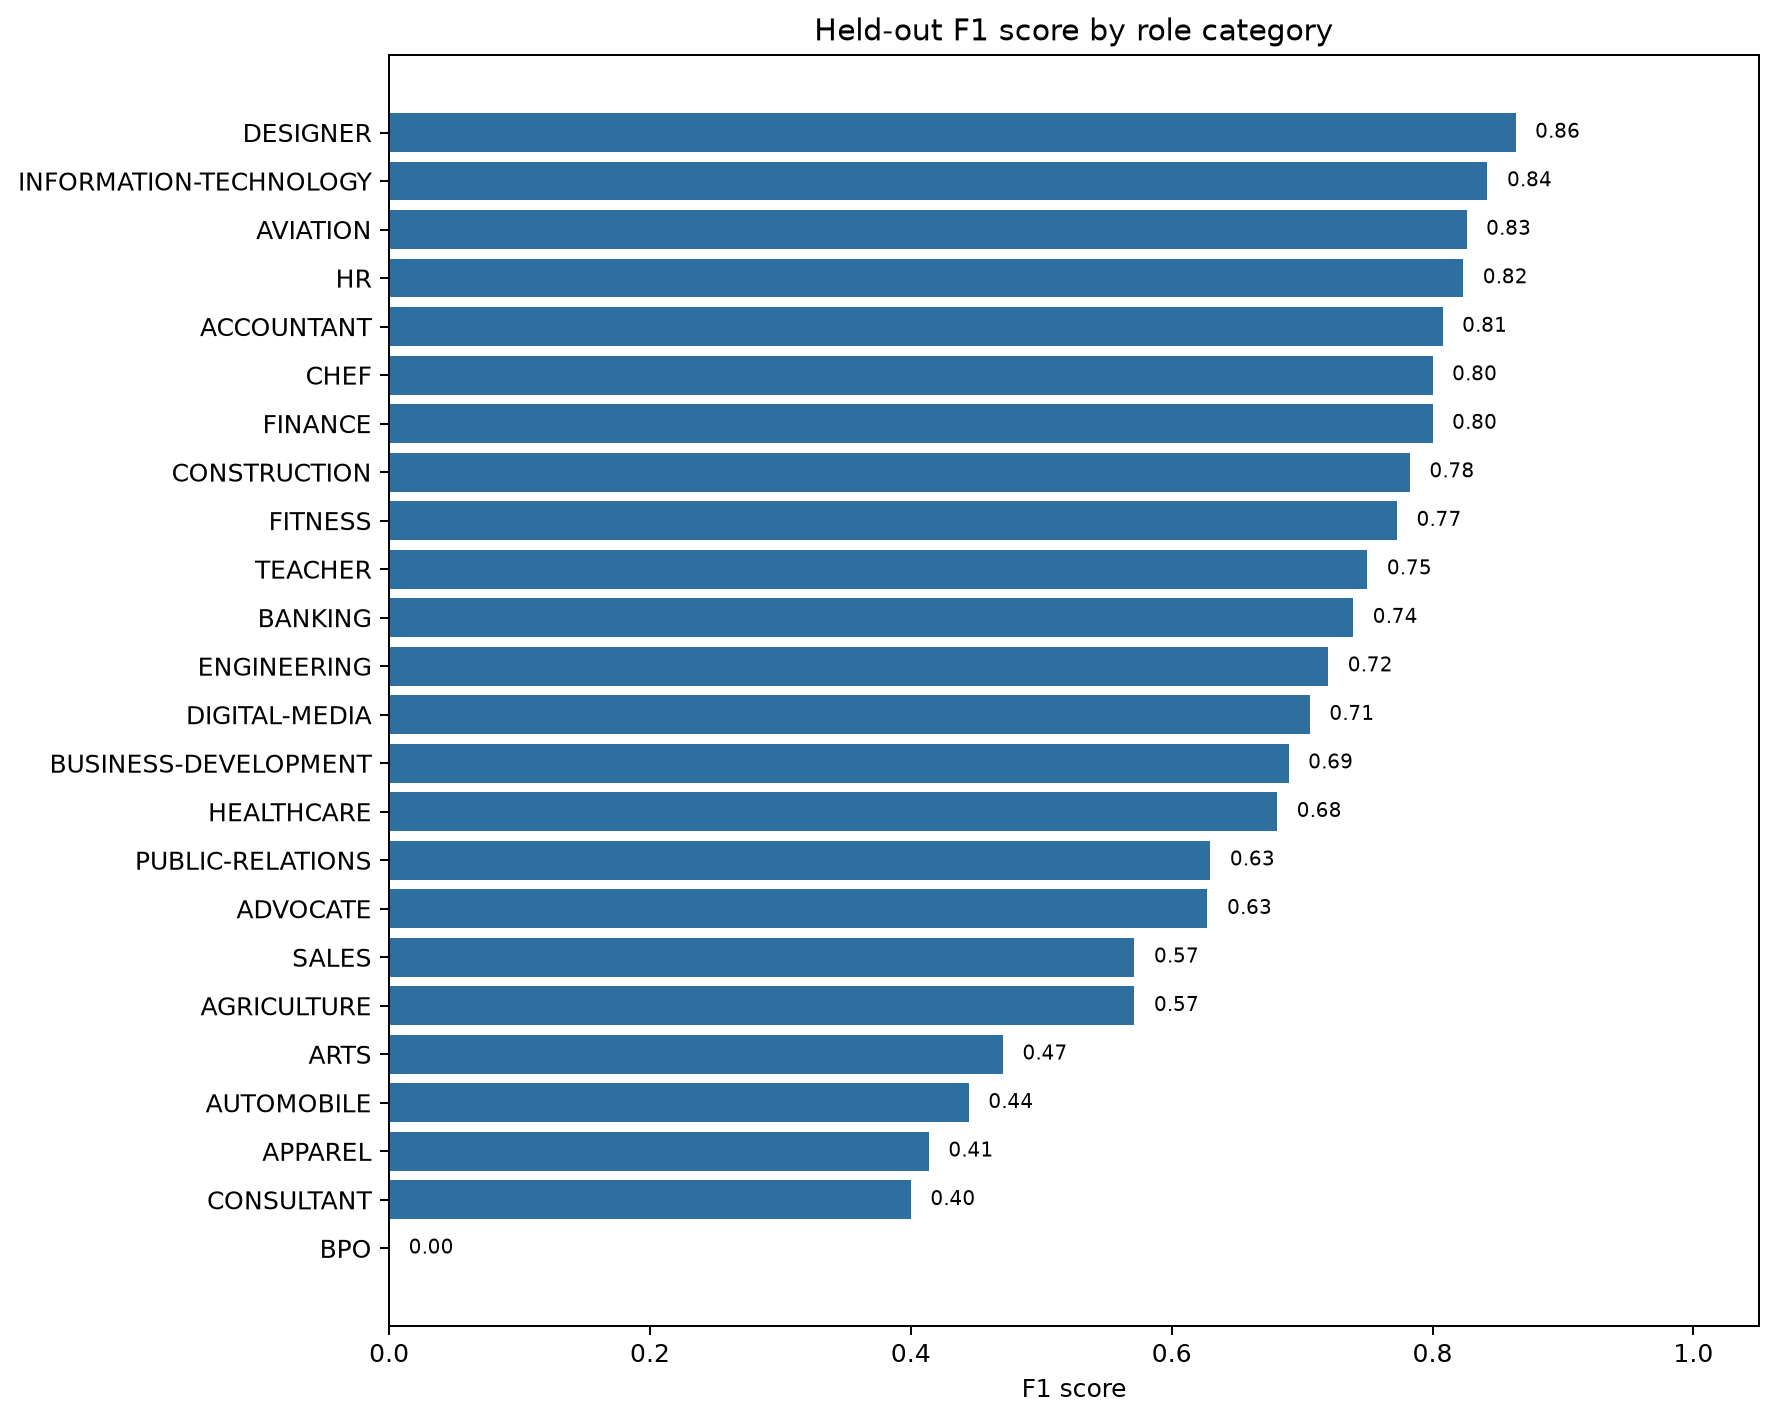 Held-out F1 score by role category
DESIGNER 0.86
INFORMATION-TECHNOLOGY 0.84
AVIATION 0.83
HR 0.82
ACCOUNTANT 0.81
CHEF 0.80
FINANCE 0.80
CONSTRUCTION 0.78
FITNESS 0.77
TEACHER 0.75
BANKING 0.74
ENGINEERING 0.72
DIGITAL-MEDIA 0.71
BUSINESS-DEVELOPMENT 0.69
HEALTHCARE 0.68
PUBLIC-RELATIONS 0.63
ADVOCATE 0.63
SALES 0.57
AGRICULTURE 0.57
ARTS 0.47
AUTOMOBILE 0.44
APPAREL 0.41
CONSULTANT 0.40
BPO 0.00
0.0 0.2 0.4 0.6 0.8 1.0
F1 score